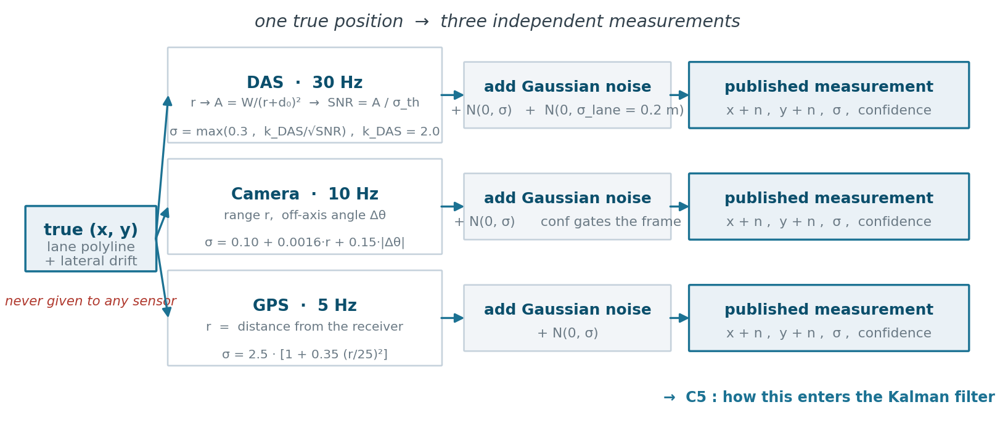 one true position → three independent measurements
DAS · 30 Hz
r → A = W/(r+d₀)² → SNR = A / σ_th
σ = max(0.3 , k_DAS/√SNR) , k_DAS = 2.0
add Gaussian noise
+ N(0, σ) + N(0, σ_lane = 0.2 m)
published measurement
x + n , y + n , σ , confidence
Camera · 10 Hz
range r, off-axis angle Δθ
σ = 0.10 + 0.0016·r + 0.15·|Δθ|
add Gaussian noise
+ N(0, σ) conf gates the frame
published measurement
x + n , y + n , σ , confidence
true (x, y)
lane polyline
+ lateral drift
never given to any sensor
GPS · 5 Hz
r = distance from the receiver
σ = 2.5 · [1 + 0.35 (r/25)²]
add Gaussian noise
+ N(0, σ)
published measurement
x + n , y + n , σ , confidence
→ C5 : how this enters the Kalman filter